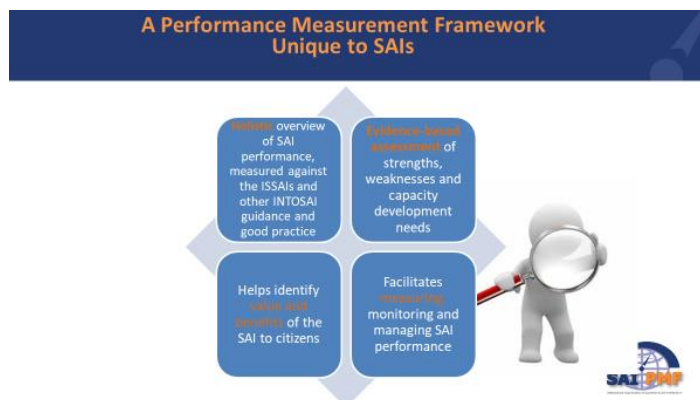 A Performance Measurement Framework
Unique to SAIs
Holistic overview
of SAI
performance,
measured against
the ISSAIs and
other INTOSAI
guidance and
good practice
Evidence-based
assessment of
strengths,
weaknesses and
capacity
development
needs
Helps identify
value and
benefits of the
SAI to citizens
Facilitates
measuring
monitoring and
managing SAI
performance
SAI PMF